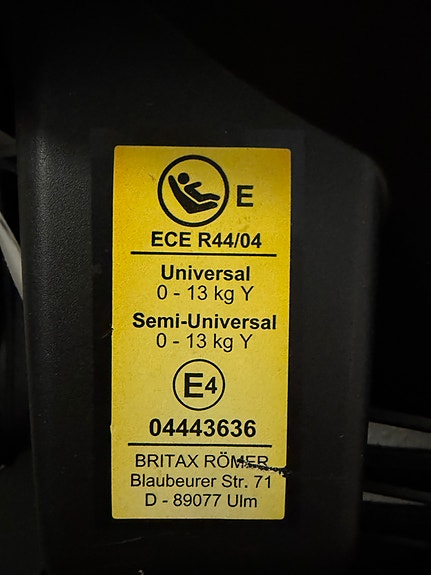 E
ECE R44/04
Universal
0 - 13 kg Y
Semi-Universal
0 - 13 kg Y
E4
04443636
BRITAX RÖMER
Blaubeurer Str. 71
D - 89077 Ulm